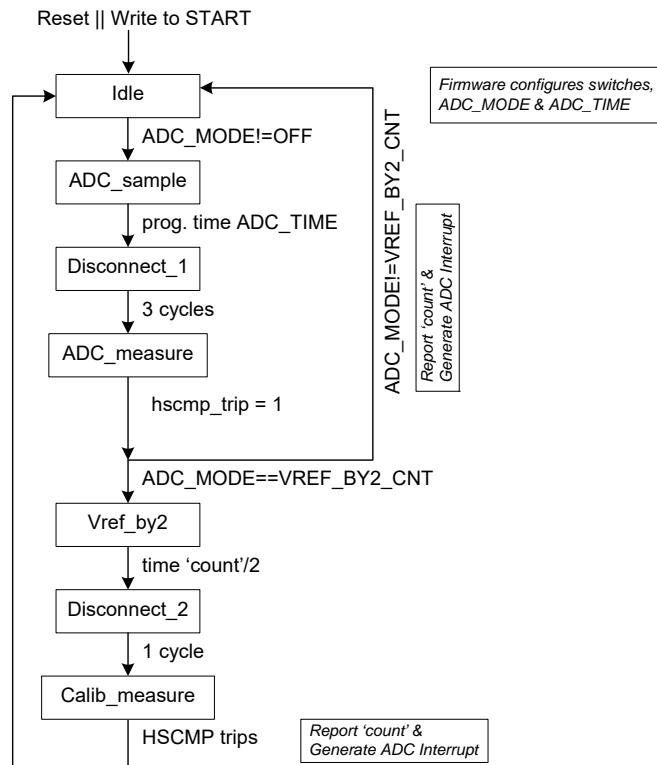 Reset || Write to START
Idle
Firmware configures switches,
ADC_MODE & ADC_TIME
ADC_MODE!=OFF
ADC_sample
prog. time ADC_TIME
Disconnect_1
3 cycles
ADC_measure
hscmp_trip = 1
ADC_MODE!=VREF_BY2_CNT
Report 'count' &
Generate ADC Interrupt
ADC_MODE==VREF_BY2_CNT
Vref_by2
time 'count'/2
Disconnect_2
1 cycle
Calib_measure
HSCMP trips
Report 'count' &
Generate ADC Interrupt